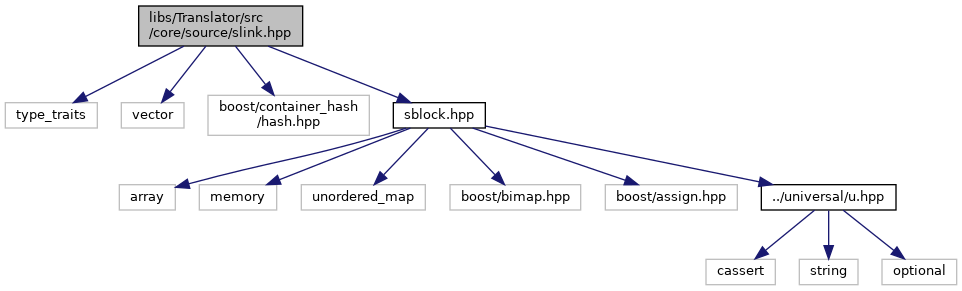 libs/Translator/src
/core/source/slink.hpp
type_traits
vector
boost/container_hash
/hash.hpp
sblock.hpp
array
memory
unordered_map
boost/bimap.hpp
boost/assign.hpp
../universal/u.hpp
cassert
string
optional